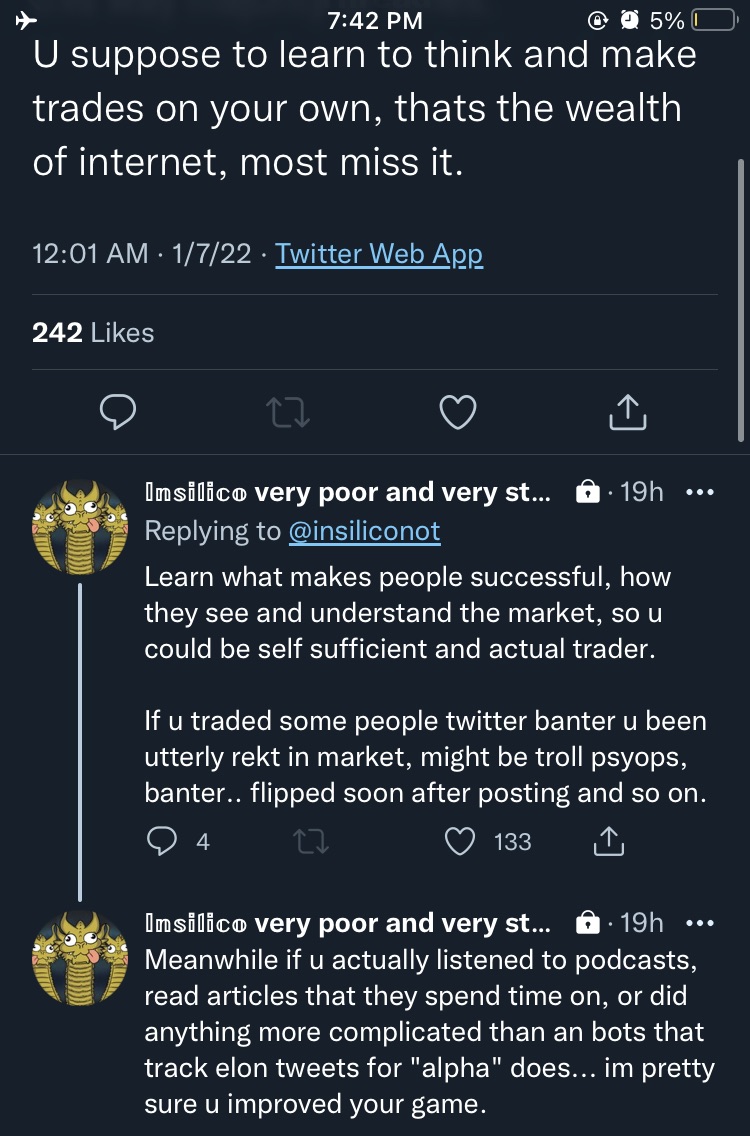 7:42 PM 5%
U suppose to learn to think and make
trades on your own, thats the wealth
of internet, most miss it.
12:01 AM · 1/7/22 · Twitter Web App
242 Likes
𝕀𝕞𝕤𝕚𝕝𝕚𝕔𝕠 very poor and very st... · 19h
Replying to @insiliconot
Learn what makes people successful, how
they see and understand the market, so u
could be self sufficient and actual trader.
If u traded some people twitter banter u been
utterly rekt in market, might be troll psyops,
banter.. flipped soon after posting and so on.
4 133
𝕀𝕞𝕤𝕚𝕝𝕚𝕔𝕠 very poor and very st... · 19h
Meanwhile if u actually listened to podcasts,
read articles that they spend time on, or did
anything more complicated than an bots that
track elon tweets for "alpha" does... im pretty
sure u improved your game.